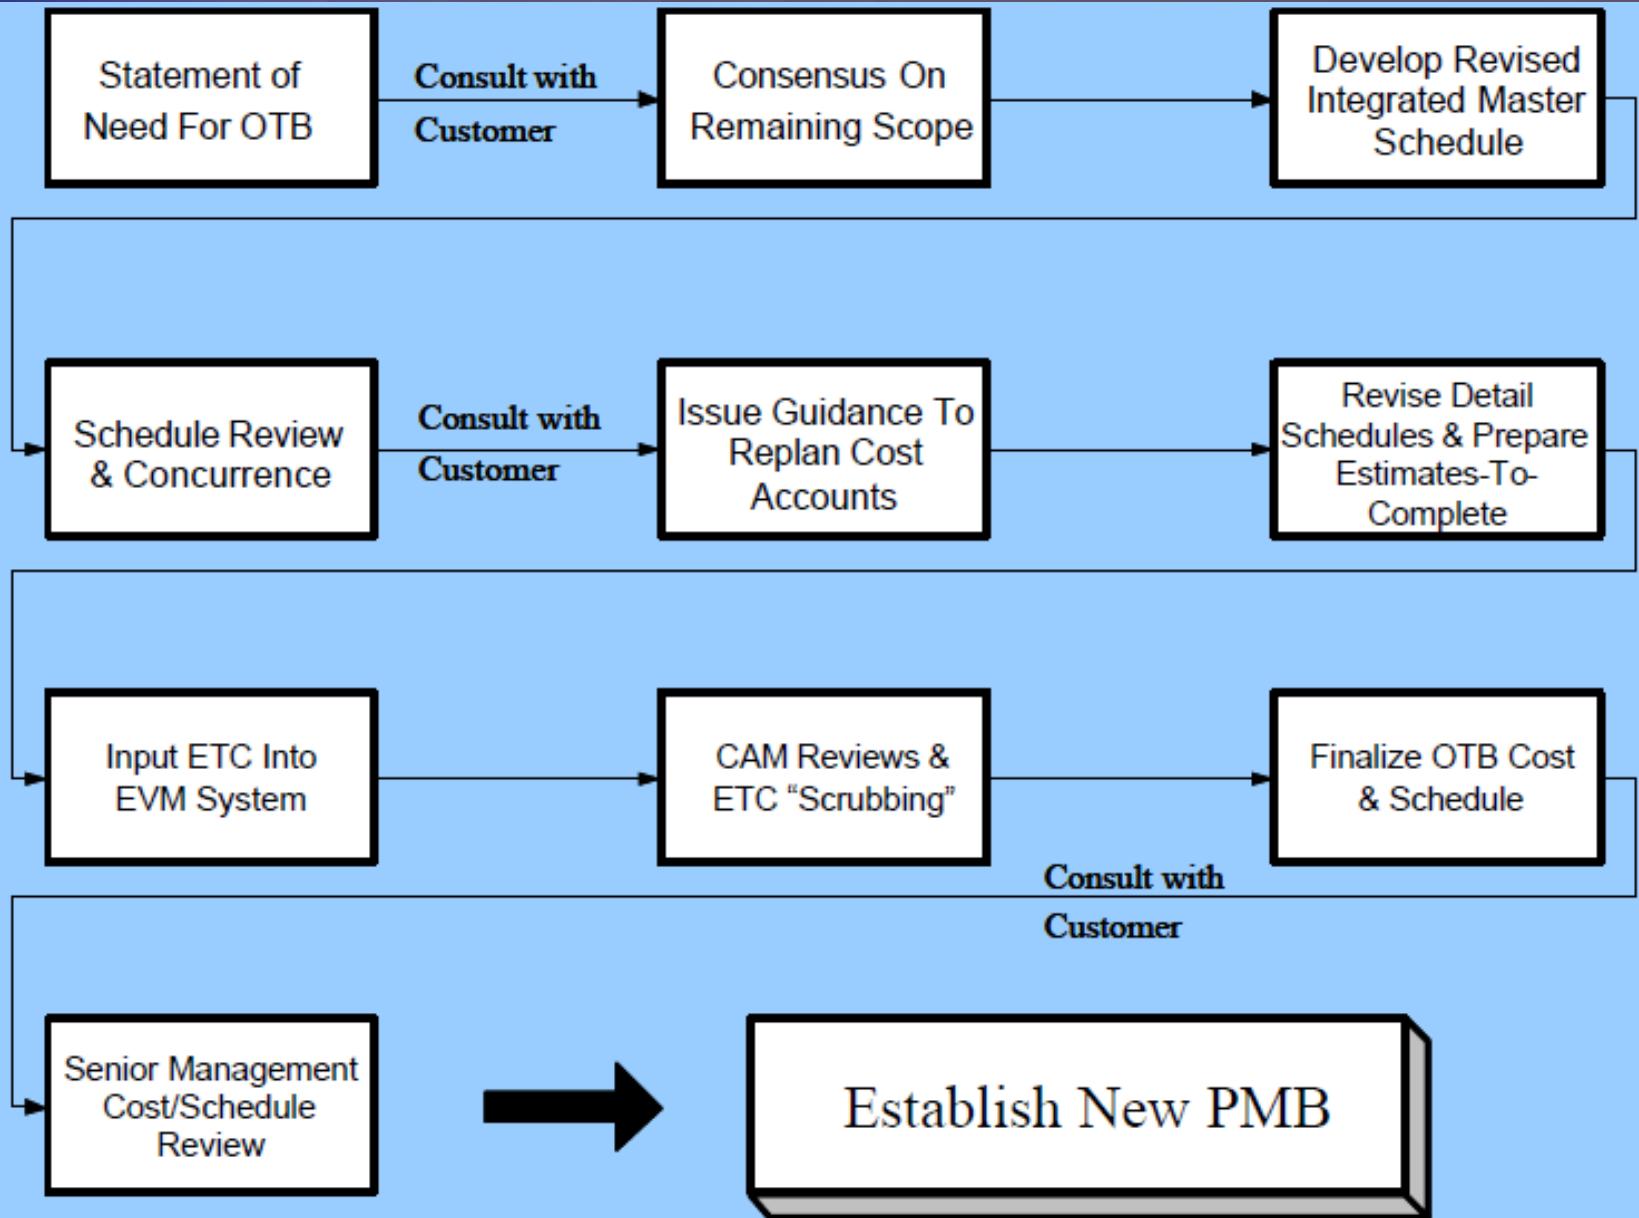 Statement of
Need For OTB
Consult with
Customer
Consensus On
Remaining Scope
Develop Revised
Integrated Master
Schedule
Schedule Review
& Concurrence
Consult with
Customer
Issue Guidance To
Replan Cost
Accounts
Revise Detail
Schedules & Prepare
Estimates-To-
Complete
Input ETC Into
EVM System
CAM Reviews &
ETC “Scrubbing”
Finalize OTB Cost
& Schedule
Consult with
Customer
Senior Management
Cost/Schedule
Review
Establish New PMB